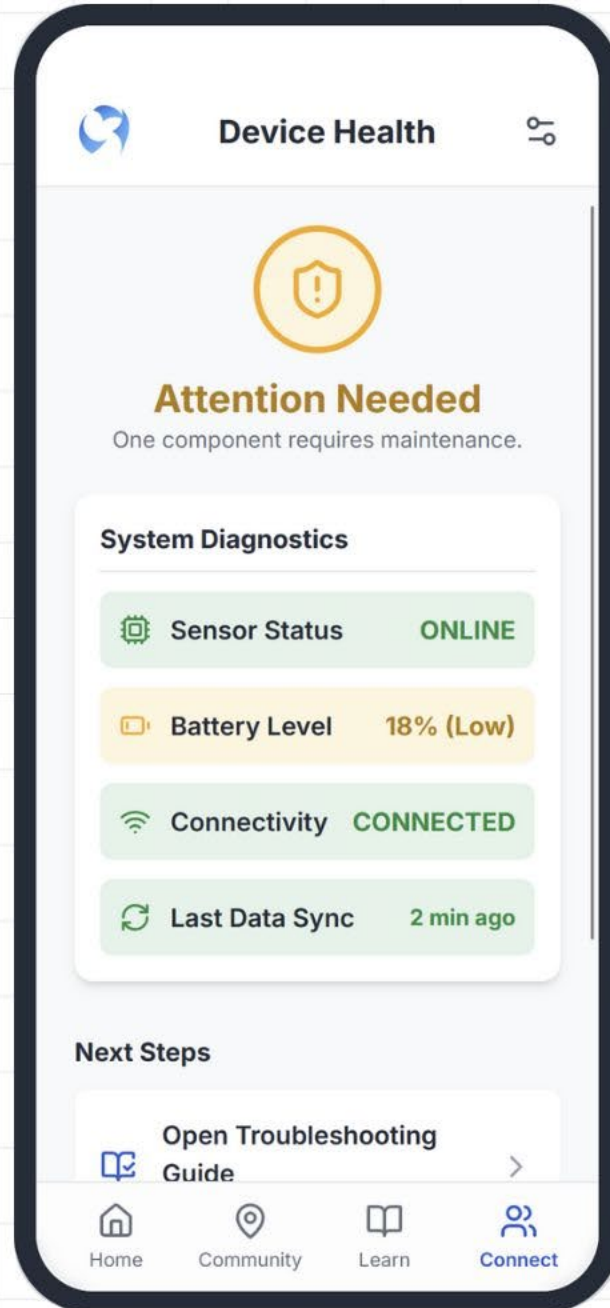 Device Health
Attention Needed
One component requires maintenance.
System Diagnostics
Sensor Status ONLINE
Battery Level 18% (Low)
Connectivity CONNECTED
Last Data Sync 2 min ago
Next Steps
Open Troubleshooting
Guide
Home Community Learn Connect